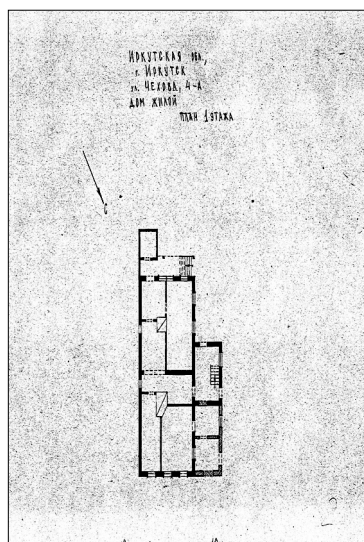 ИРКУТСКАЯ ОБЛ.,
г. ИРКУТСК
ул. ЧЕХОВА, 4-А
ДОМ ЖИЛОЙ
ПЛАН 1 ЭТАЖА
С